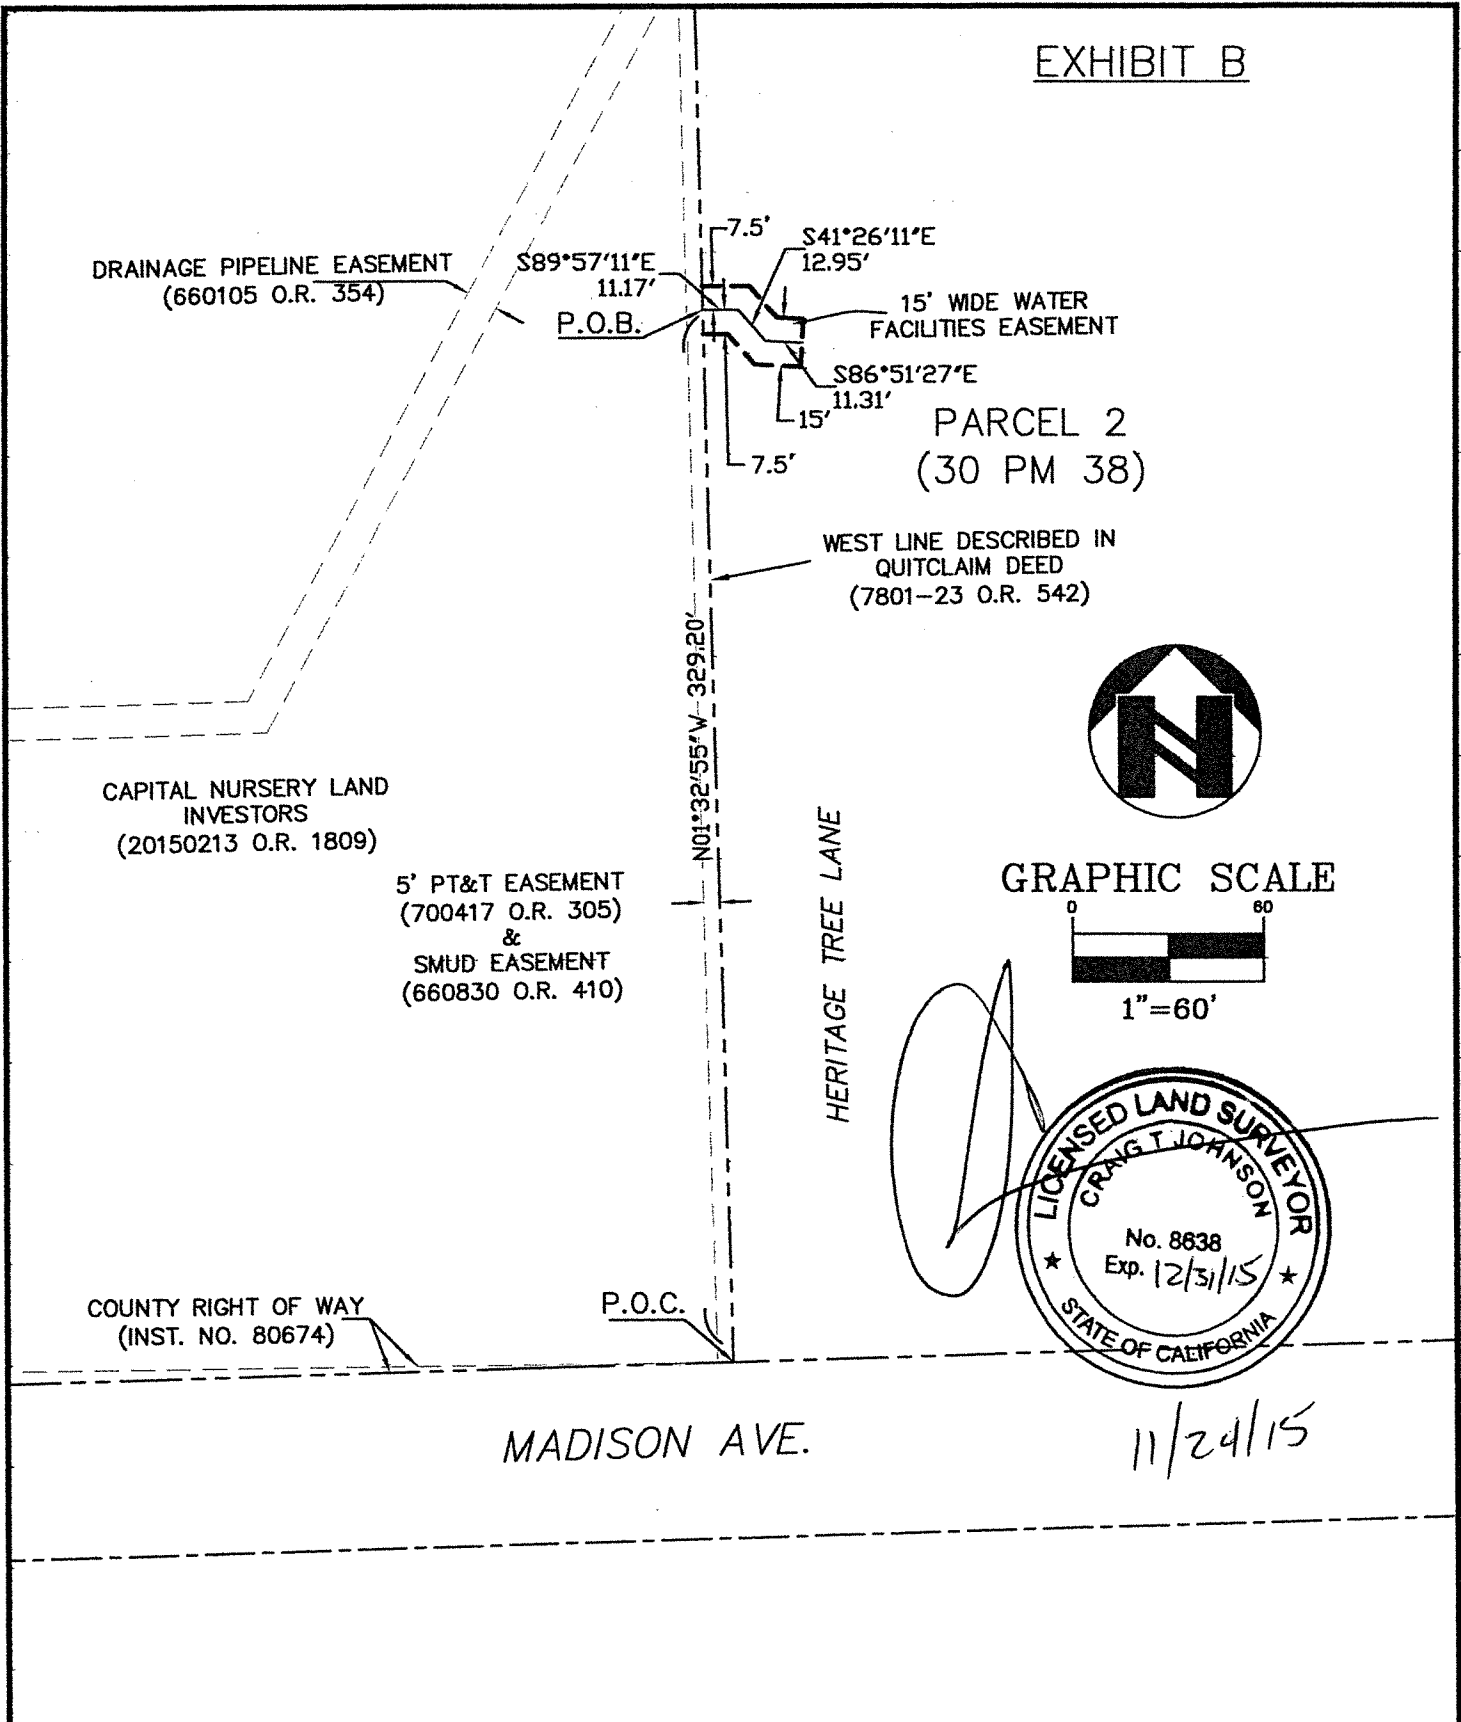 EXHIBIT B
7.5'
S41°26'11"E
12.95'
DRAINAGE PIPELINE EASEMENT
(660105 O.R. 354)
S89°57'11"E
11.17'
P.O.B.
15' WIDE WATER
FACILITIES EASEMENT
S86°51'27"E
11.31'
15'
7.5'
PARCEL 2
(30 PM 38)
WEST LINE DESCRIBED IN
QUITCLAIM DEED
(7801-23 O.R. 542)
N01°32'55"W 329.20'
N
CAPITAL NURSERY LAND
INVESTORS
(20150213 O.R. 1809)
5' PT&T EASEMENT
(700417 O.R. 305)
&
SMUD EASEMENT
(660830 O.R. 410)
HERITAGE TREE LANE
GRAPHIC SCALE
0 60
1"=60'
LICENSED LAND SURVEYOR
CRAIG T JOHNSON
No. 8638
Exp. 12/31/15
STATE OF CALIFORNIA
COUNTY RIGHT OF WAY
(INST. NO. 80674)
P.O.C.
MADISON AVE.
11/24/15